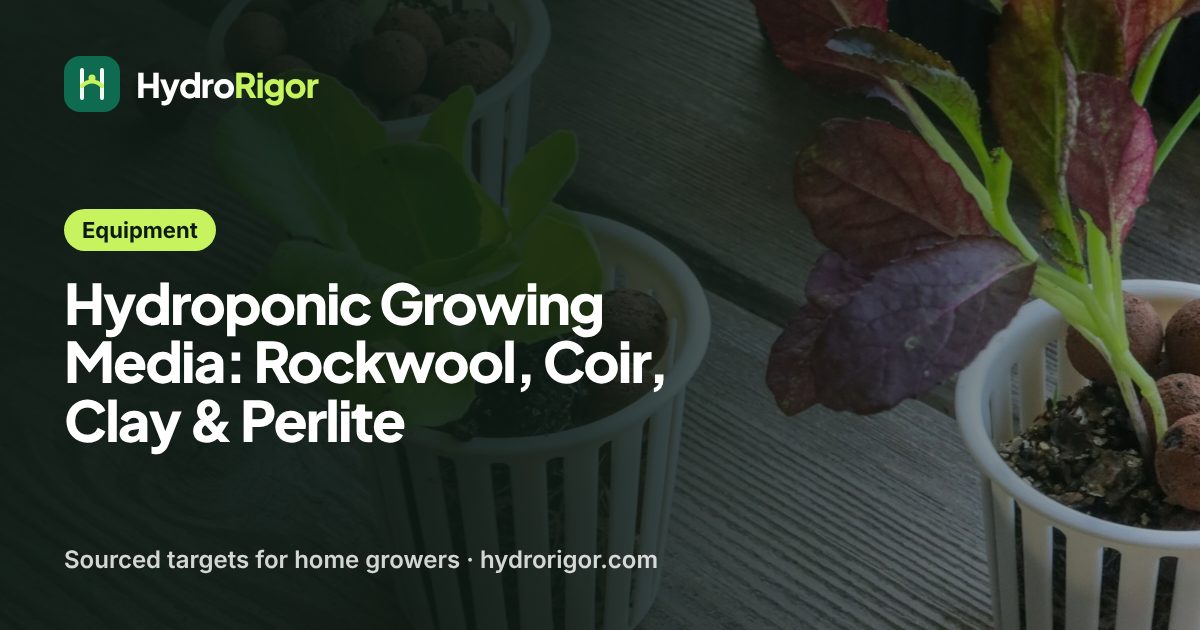 HydroRigor
Equipment
Hydroponic Growing
Media: Rockwool, Coir,
Clay & Perlite
Sourced targets for home growers · hydrorigor.com